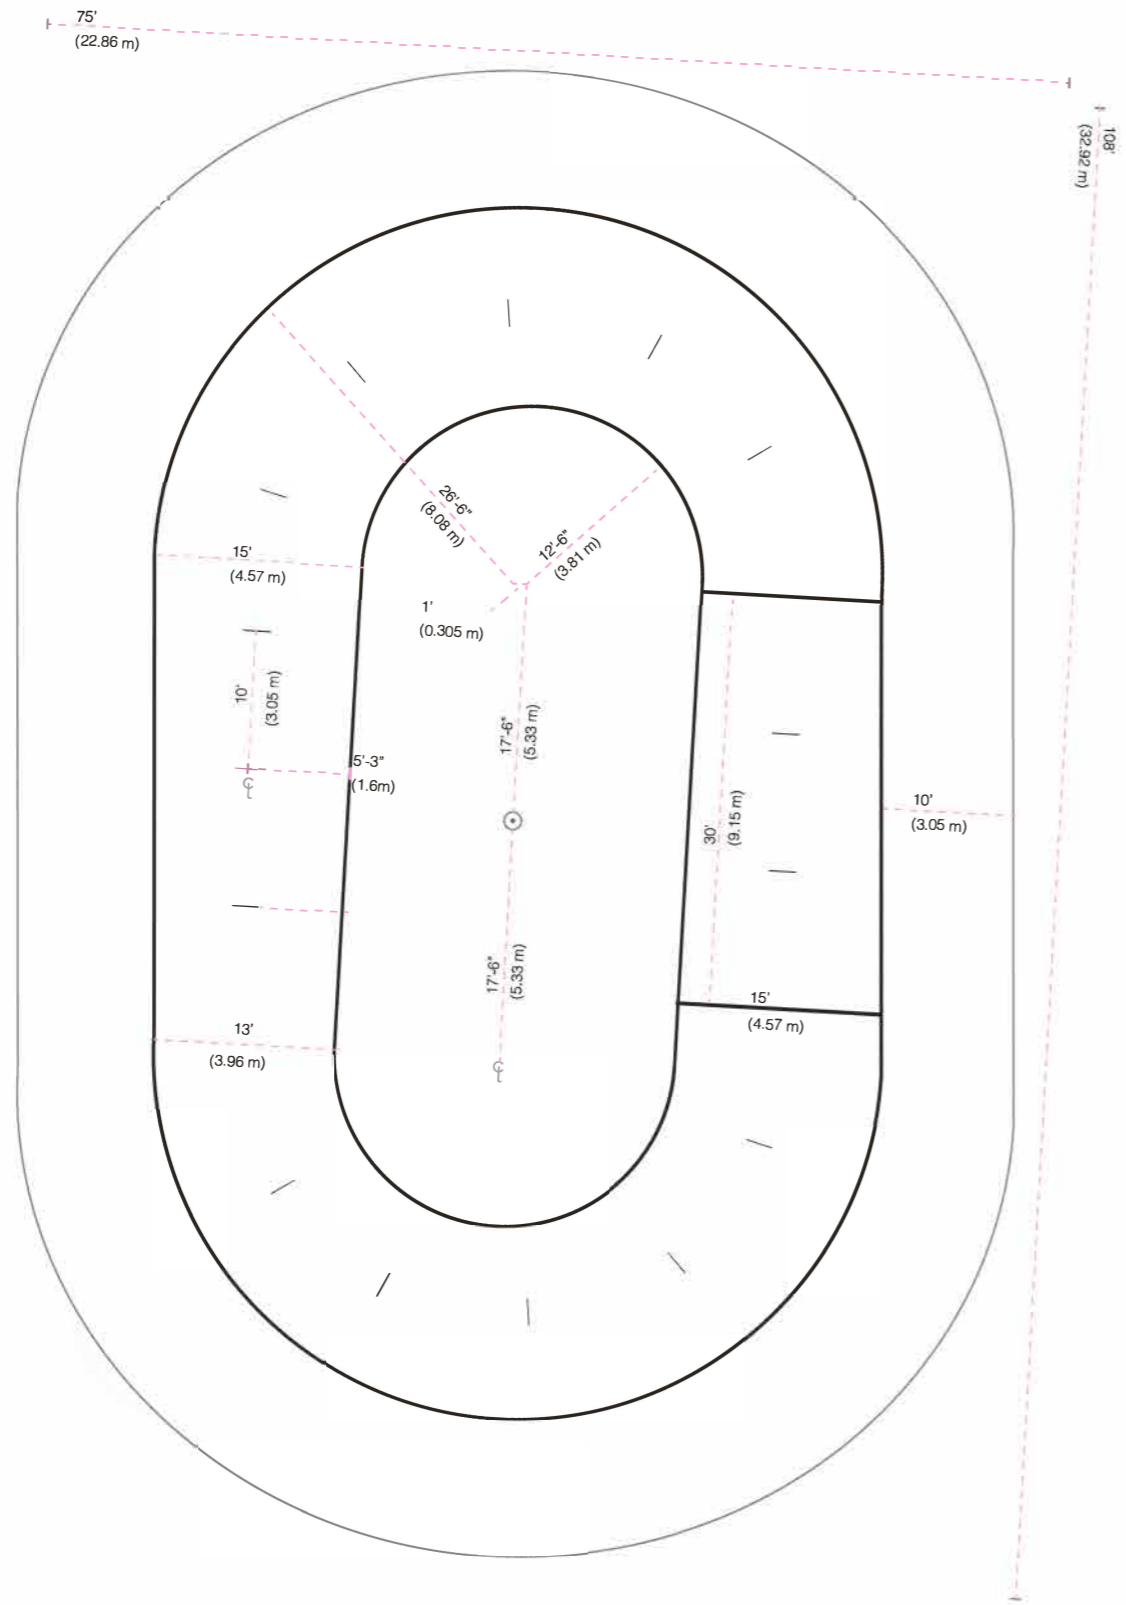 75'
(22.86 m)
108'
(32.92 m)
26'-6"
(8.08 m)
12'-6"
(3.81 m)
15'
(4.57 m)
1'
(0.305 m)
10'
(3.05 m)
17'-6"
(5.33 m)
5'-3"
(1.6m)
℄
10'
(3.05 m)
30'
(9.15 m)
17'-6"
(5.33 m)
15'
(4.57 m)
13'
(3.96 m)
℄